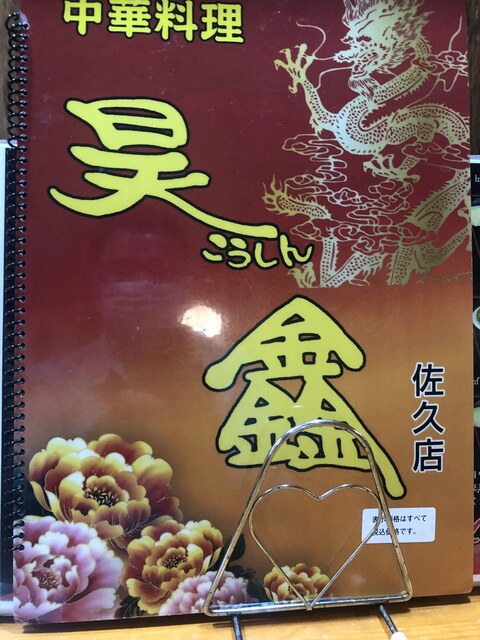 中華料理
昊
こうしん
鑫
佐久店
表示価格はすべて
税込価格です。